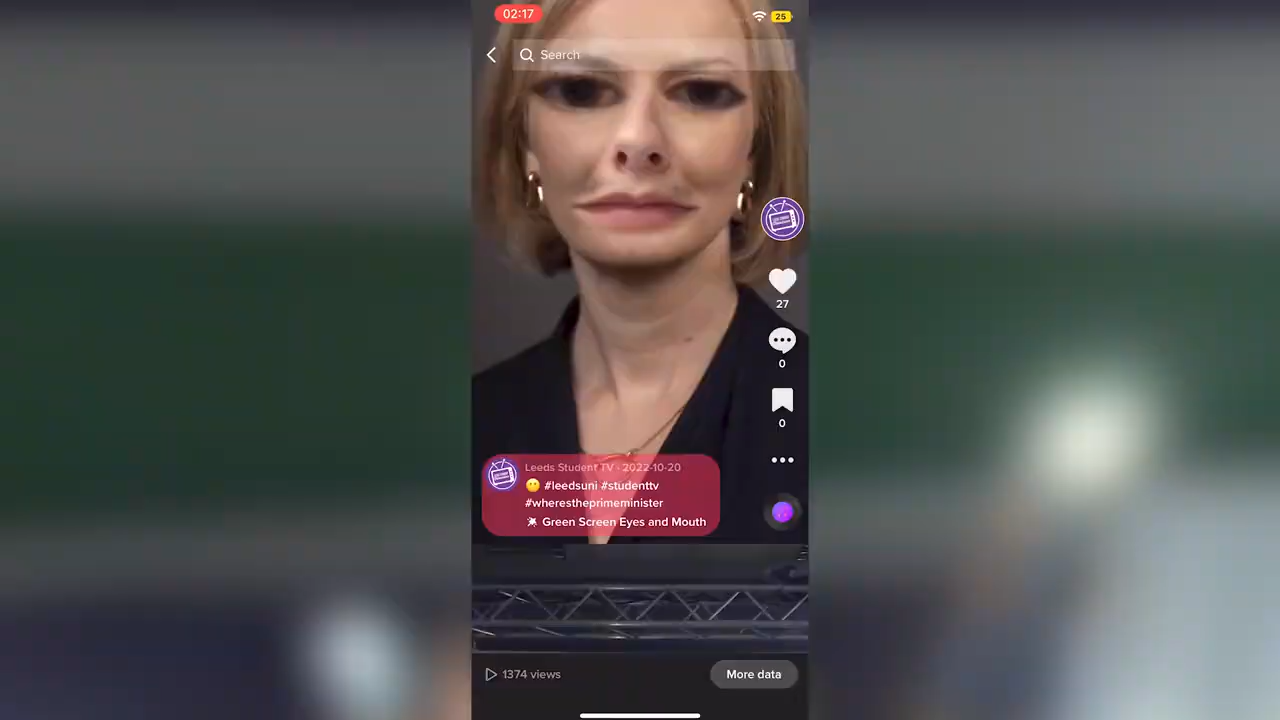 02:17
25
Search
27
0
0
Leeds Student TV · 2022-10-20
😶 #leedsuni #studenttv
#wherestheprimeminister
Green Screen Eyes and Mouth
1374 views
More data